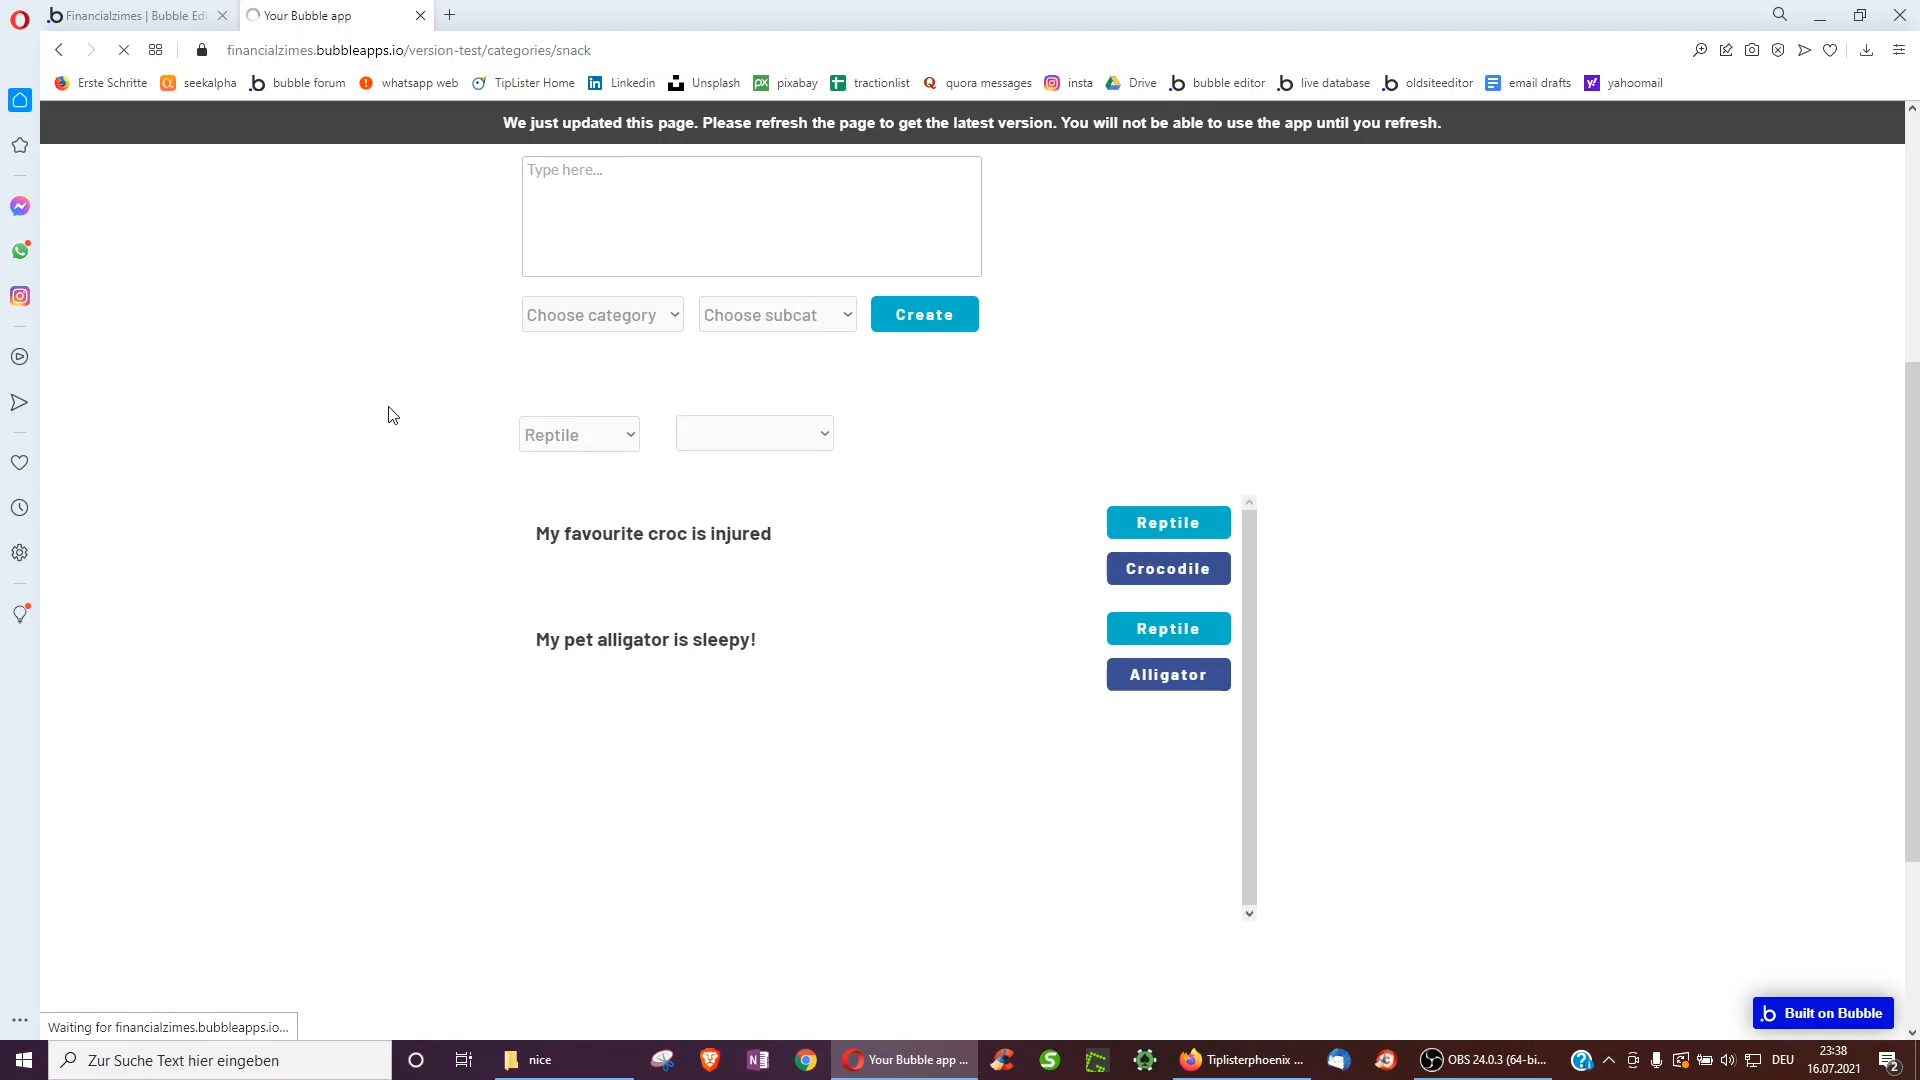 Financialzimes | Bubble Edi
Your Bubble app
financialzimes.bubbleapps.io/version-test/categories/snack
Erste Schritte
seekalpha
bubble forum
whatsapp web
TipLister Home
Linkedin
Unsplash
pixabay
tractionlist
quora messages
insta
Drive
bubble editor
live database
oldsiteeditor
email drafts
yahoomail
We just updated this page. Please refresh the page to get the latest version. You will not be able to use the app until you refresh.
Type here...
Choose category
Choose subcat
Create
Reptile
My favourite croc is injured
Reptile
Crocodile
My pet alligator is sleepy!
Reptile
Alligator
Built on Bubble
Waiting for financialzimes.bubbleapps.io...
Zur Suche Text hier eingeben
nice
Your Bubble app ...
Tiplisterphoenix ...
OBS 24.0.3 (64-bi...
DEU
23:38
16.07.2021
2